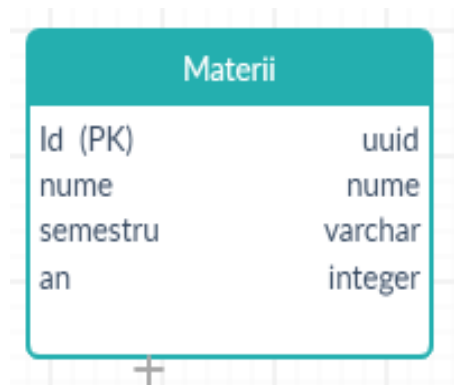 Materii
Id (PK) uuid
nume nume
semestru varchar
an integer